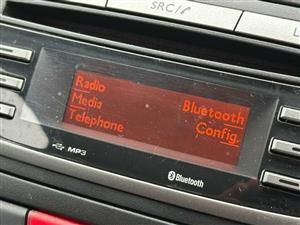 SRC/
Radio
Media
Telephone
Bluetooth
Config.
MP3
Bluetooth